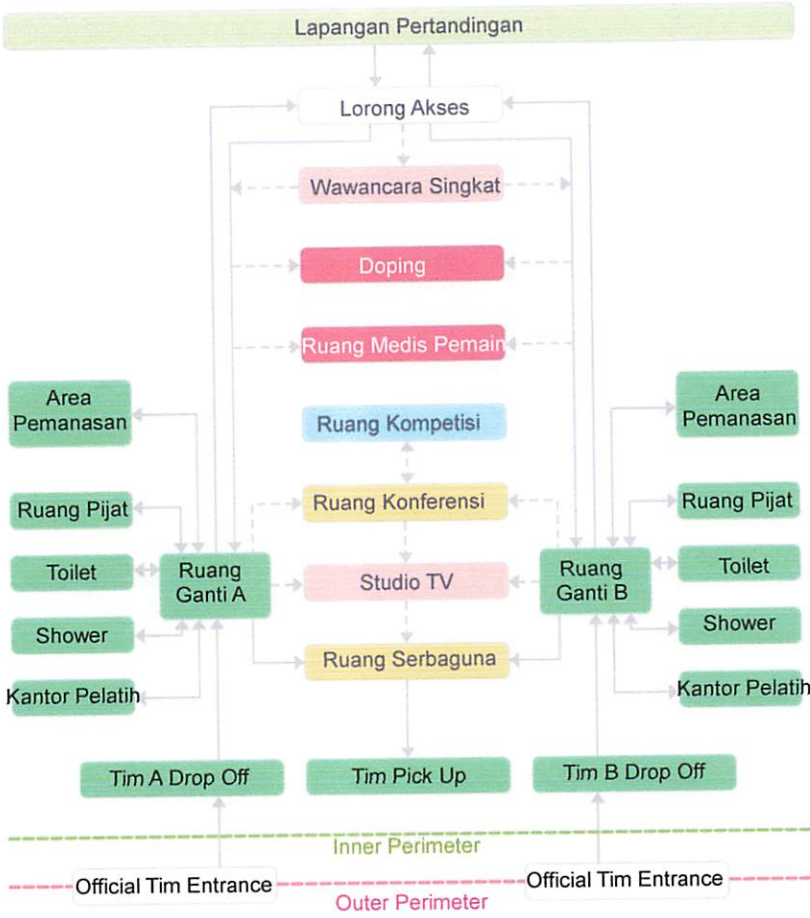 Lapangan Pertandingan
Lorong Akses
Wawancara Singkat
Doping
Ruang Medis Pemain
Area
Pemanasan
Ruang Kompetisi
Area
Pemanasan
Ruang Pijat
Ruang Konferensi
Ruang Pijat
Toilet
Ruang
Ganti A
Studio TV
Ruang
Ganti B
Toilet
Shower
Ruang Serbaguna
Shower
Kantor Pelatih
Kantor Pelatih
Tim A Drop Off
Tim Pick Up
Tim B Drop Off
Inner Perimeter
Official Tim Entrance
Official Tim Entrance
Outer Perimeter